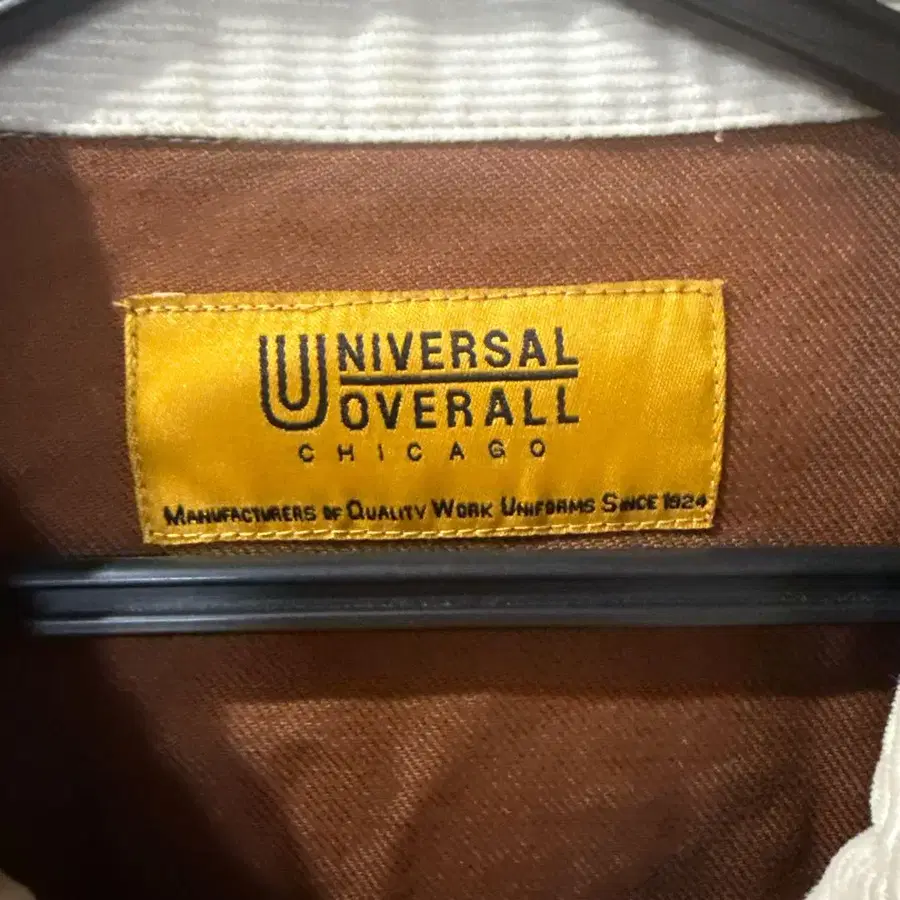 UNIVERSAL
OVERALL
CHICAGO
MANUFACTURERS OF QUALITY WORK UNIFORMS SINCE 1924